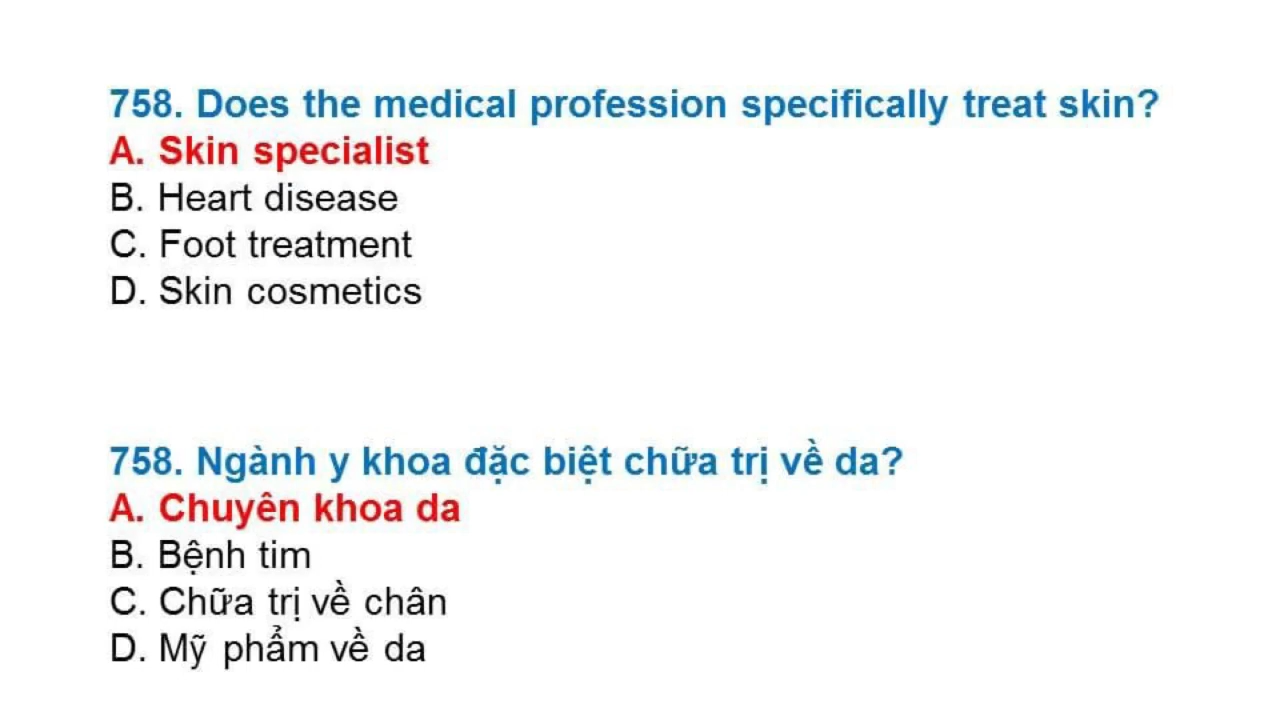 758. Does the medical profession specifically treat skin?
A. Skin specialist
B. Heart disease
C. Foot treatment
D. Skin cosmetics
758. Ngành y khoa đặc biệt chữa trị về da?
A. Chuyên khoa da
B. Bệnh tim
C. Chữa trị về chân
D. Mỹ phẩm về da